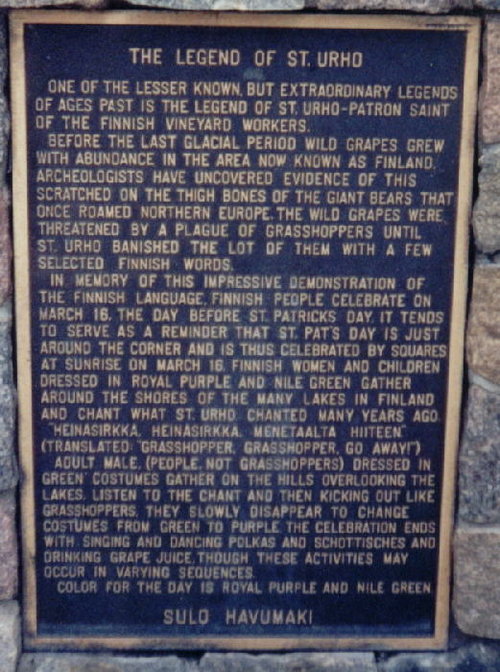 THE LEGEND OF ST. URHO
ONE OF THE LESSER KNOWN, BUT EXTRAORDINARY LEGENDS
OF AGES PAST IS THE LEGEND OF ST. URHO-PATRON SAINT
OF THE FINNISH VINEYARD WORKERS.
BEFORE THE LAST GLACIAL PERIOD WILD GRAPES GREW
WITH ABUNDANCE IN THE AREA NOW KNOWN AS FINLAND.
ARCHEOLOGISTS HAVE UNCOVERED EVIDENCE OF THIS
SCRATCHED ON THE THIGH BONES OF THE GIANT BEARS THAT
ONCE ROAMED NORTHERN EUROPE. THE WILD GRAPES WERE
THREATENED BY A PLAGUE OF GRASSHOPPERS UNTIL
ST. URHO BANISHED THE LOT OF THEM WITH A FEW
SELECTED FINNISH WORDS.
IN MEMORY OF THIS IMPRESSIVE DEMONSTRATION OF
THE FINNISH LANGUAGE, FINNISH PEOPLE CELEBRATE ON
MARCH 16, THE DAY BEFORE ST. PATRICKS DAY. IT TENDS
TO SERVE AS A REMINDER THAT ST. PAT'S DAY IS JUST
AROUND THE CORNER AND IS THUS CELEBRATED BY SQUARES
AT SUNRISE ON MARCH 16, FINNISH WOMEN AND CHILDREN
DRESSED IN ROYAL PURPLE AND NILE GREEN GATHER
AROUND THE SHORES OF THE MANY LAKES IN FINLAND
AND CHANT WHAT ST. URHO CHANTED MANY YEARS AGO.
"HEINASIRKKA, HEINASIRKKA, MENETAALTA HIITEEN"
(TRANSLATED: "GRASSHOPPER, GRASSHOPPER, GO AWAY!")
ADULT MALE, (PEOPLE, NOT GRASSHOPPERS) DRESSED IN
GREEN COSTUMES GATHER ON THE HILLS OVERLOOKING THE
LAKES, LISTEN TO THE CHANT AND THEN KICKING OUT LIKE
GRASSHOPPERS, THEY SLOWLY DISAPPEAR TO CHANGE
COSTUMES FROM GREEN TO PURPLE. THE CELEBRATION ENDS
WITH SINGING AND DANCING POLKAS AND SCHOTTISCHES AND
DRINKING GRAPE JUICE, THOUGH THESE ACTIVITIES MAY
OCCUR IN VARYING SEQUENCES.
COLOR FOR THE DAY IS ROYAL PURPLE AND NILE GREEN
SULO HAVUMAKI